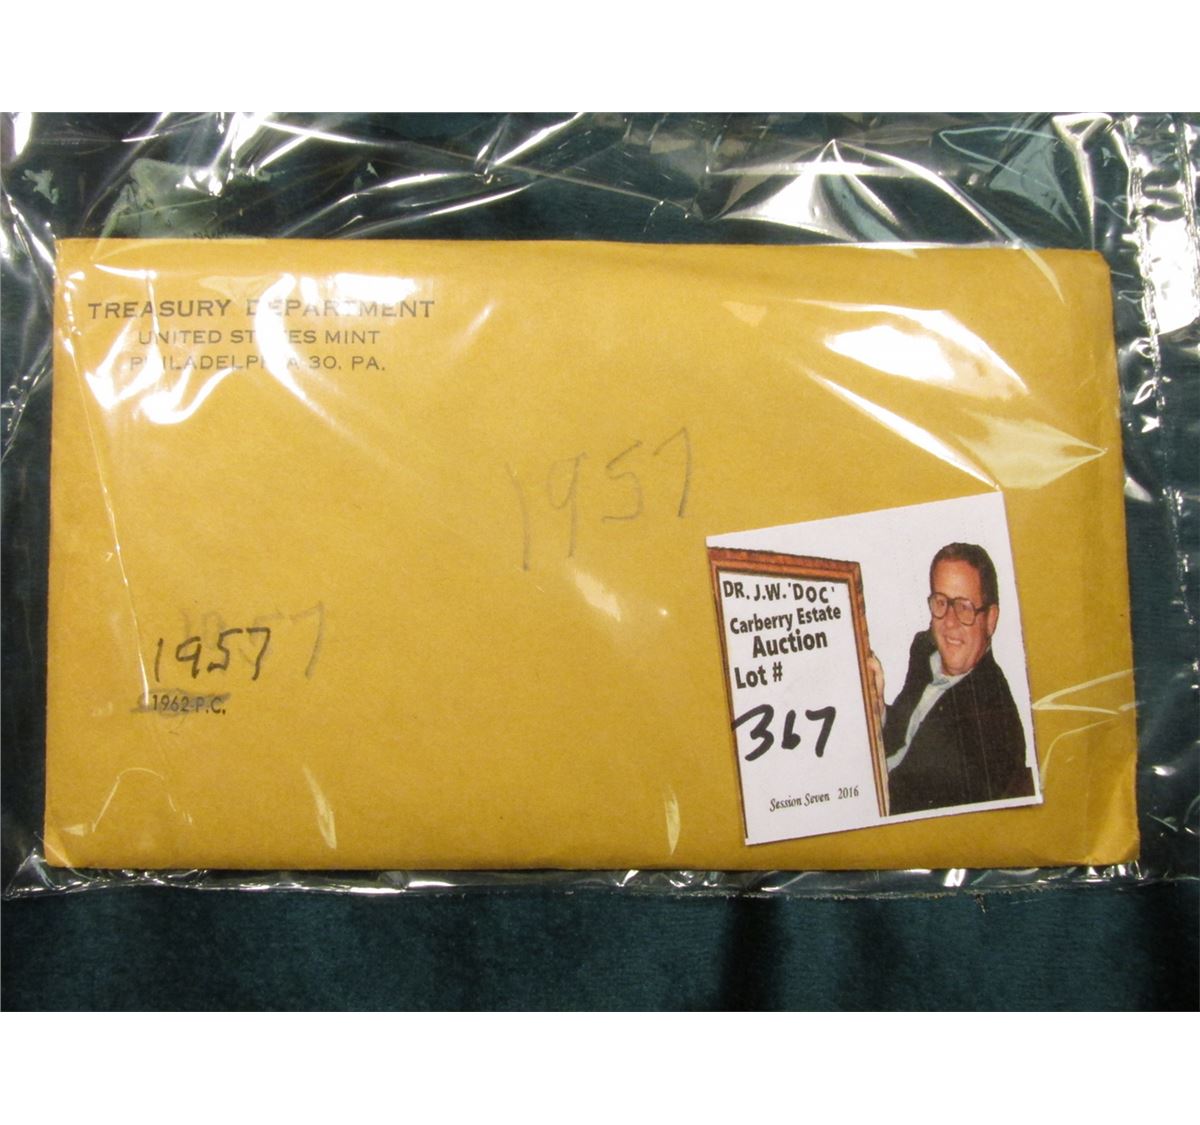 TREASURY DEPARTMENT
UNITED STATES MINT
PHILADELPHIA 30, PA.
1957
1957
1962 P.C.
DR. J.W. 'DOC'
Carberry Estate
Auction
Lot #
367
Session Seven 2016